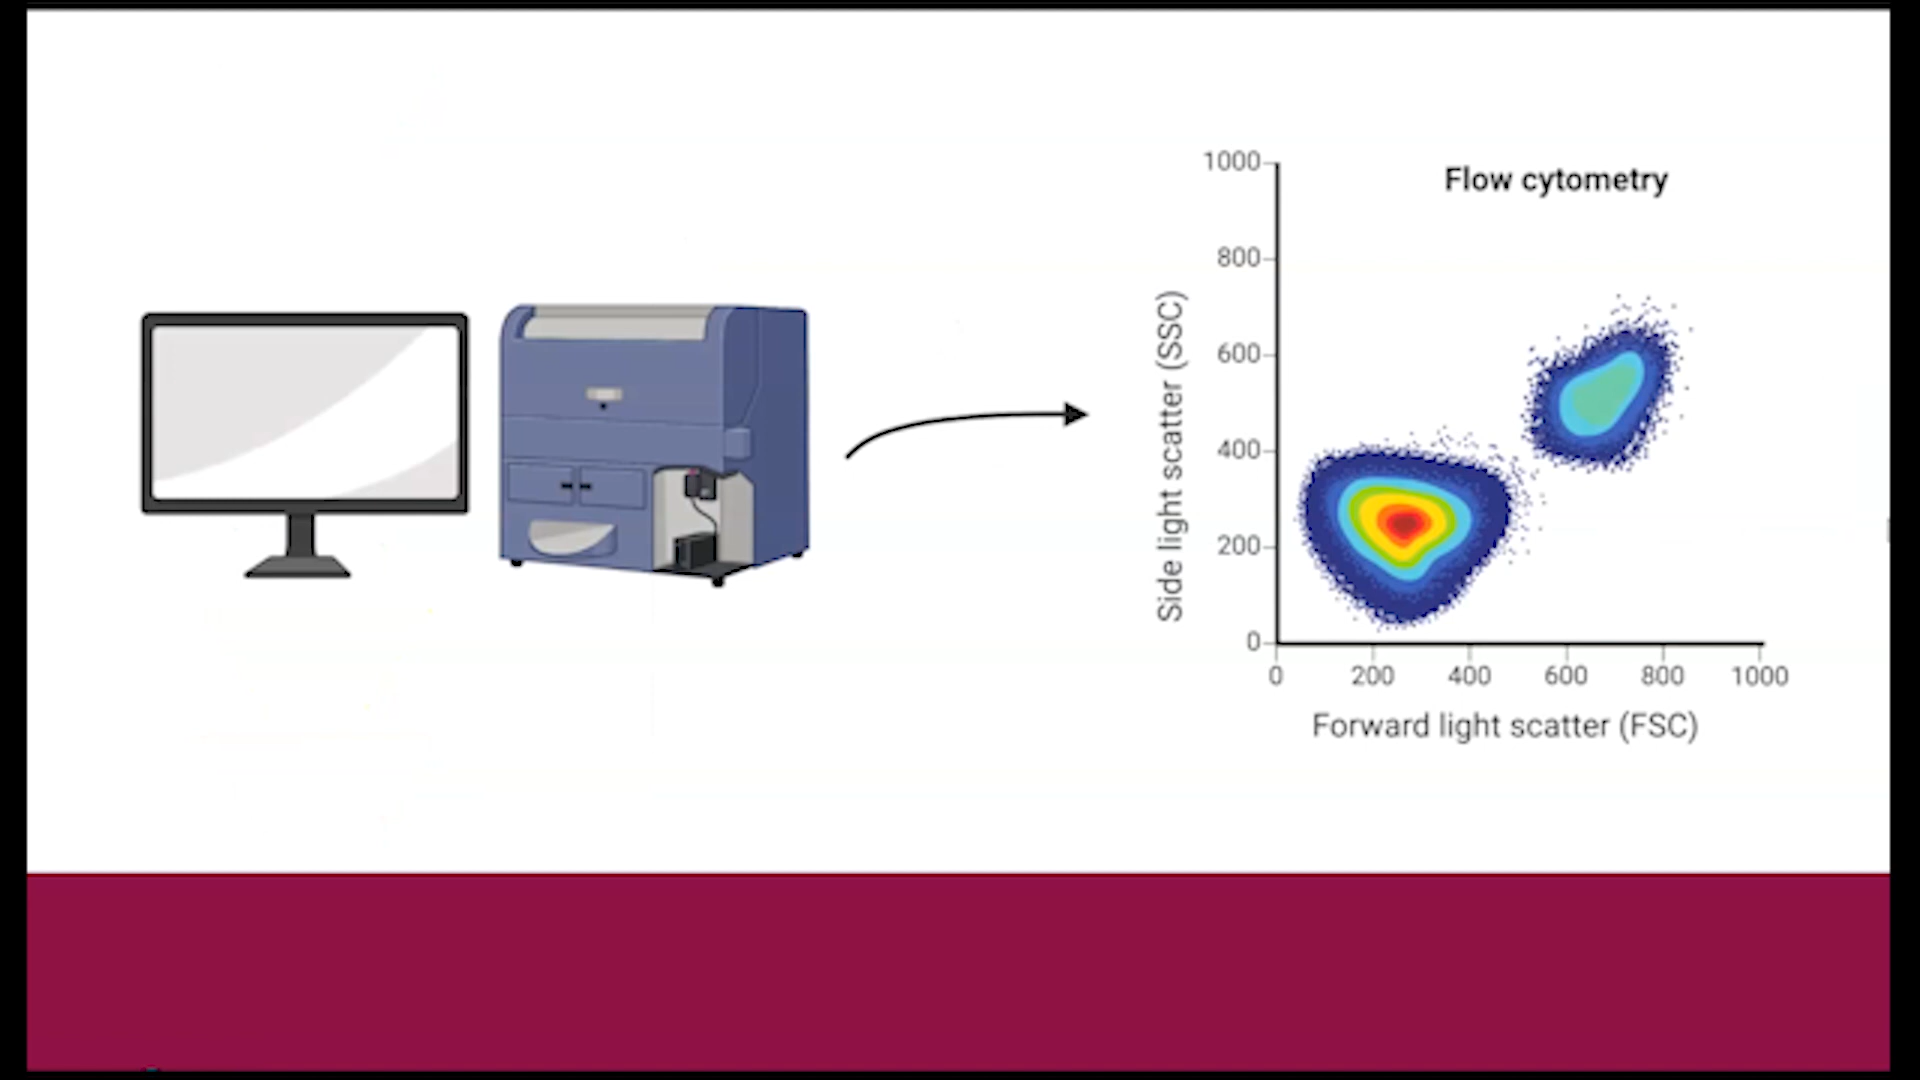 Flow cytometry
Side light scatter (SSC)
1000
800
600
400
200
0
0 200 400 600 800 1000
Forward light scatter (FSC)